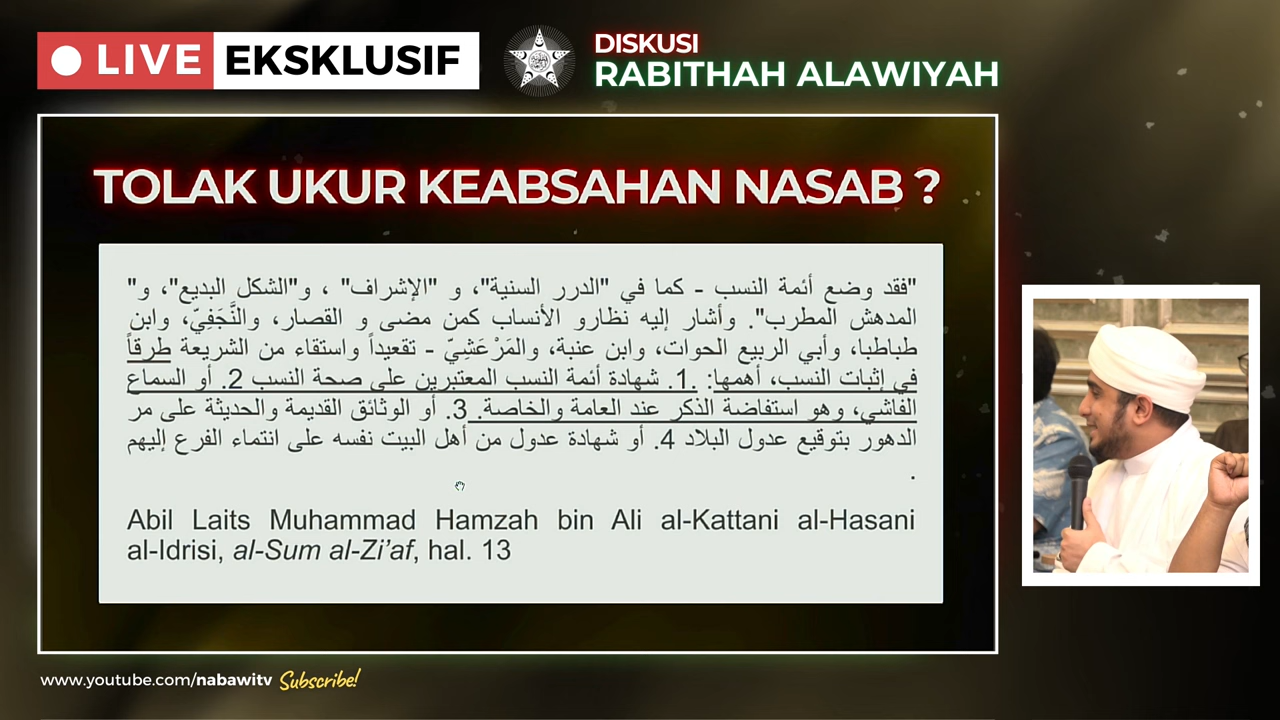 LIVE EKSKLUSIF
DISKUSI
RABITHAH ALAWIYAH
TOLAK UKUR KEABSAHAN NASAB ?
"فقد وضع أئمة النسب - كما في "الدرر السنية"، و "الإشراف" ، و"الشكل البديع"، و"
المدهش المطرب". وأشار إليه نظارو الأنساب كمن مضى و القصار، والنَّجَفِيّ، وابن
طباطبا، وأبي الربيع الحوات، وابن عنبة، والمَرْعَشِيّ - تقعيداً واستقاء من الشريعة طرقاً
في إثبات النسب، أهمها: .1. شهادة أئمة النسب المعتبرين على صحة النسب 2. أو السماع
الفاشي، وهو استفاضة الذكر عند العامة والخاصة. 3. أو الوثائق القديمة والحديثة على مر
الدهور بتوقيع عدول البلاد 4. أو شهادة عدول من أهل البيت نفسه على انتماء الفرع إليهم
.
Abil Laits Muhammad Hamzah bin Ali al-Kattani al-Hasani
al-Idrisi, al-Sum al-Zi'af, hal. 13
www.youtube.com/nabawitv Subscribe!